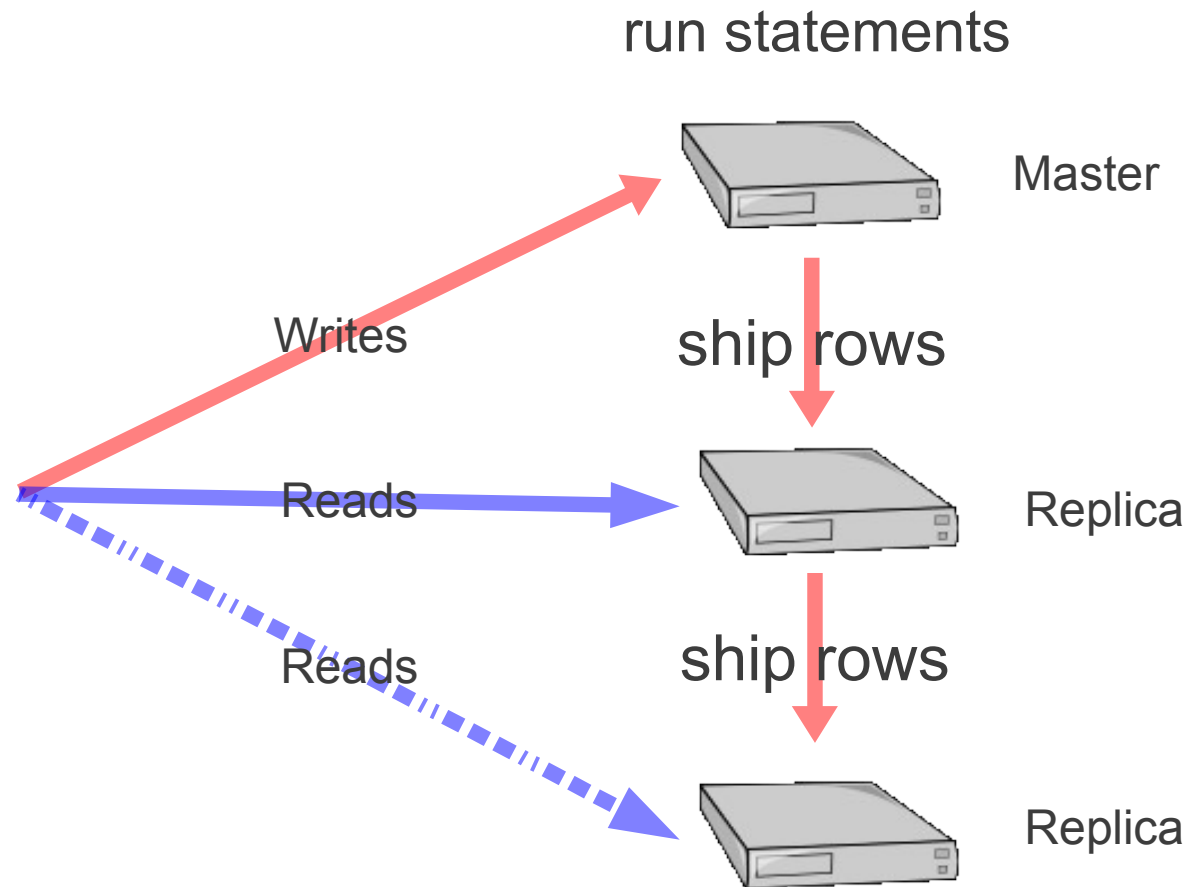 run statements
Master
Writes
ship rows
Reads
Replica
Reads
ship rows
Replica